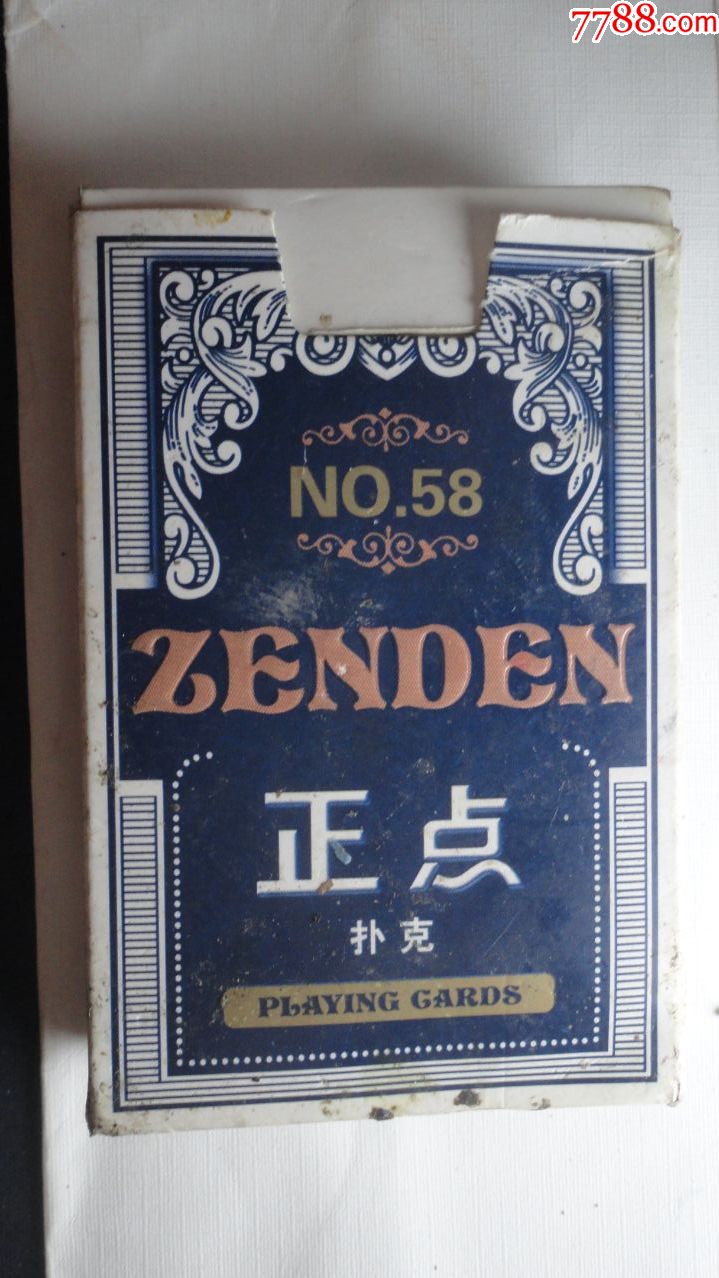 7788.com
NO.58
ZENDEN
正点
扑克
PLAYING CARDS